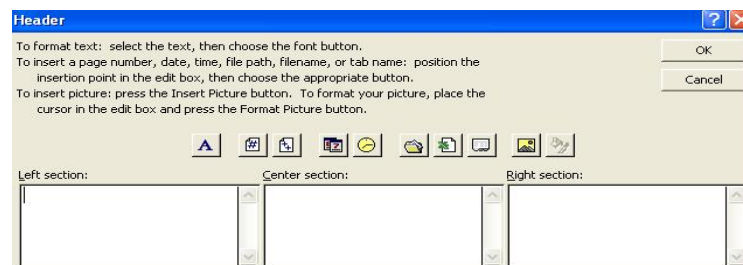 Header
To format text: select the text, then choose the font button.
To insert a page number, date, time, file path, filename, or tab name: position the
insertion point in the edit box, then choose the appropriate button.
To insert picture: press the Insert Picture button. To format your picture, place the
cursor in the edit box and press the Format Picture button.
OK
Cancel
A
Left section:
Center section:
Right section: